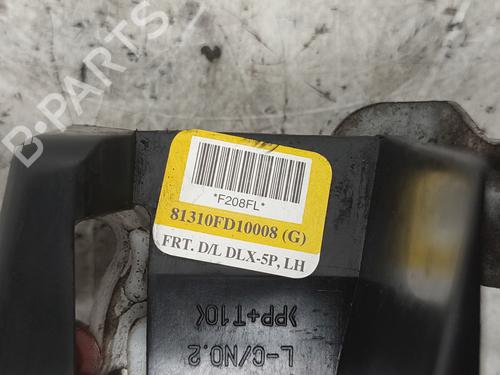 B-PARTS
*F208FL*
81310FD10008 (G)
FRT. D/L DLX-5P, LH
>PP+T10<
L-C/NO.2